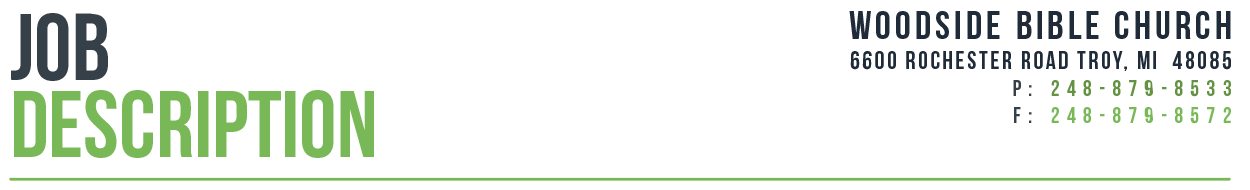 JOB
DESCRIPTION
WOODSIDE BIBLE CHURCH
6600 ROCHESTER ROAD TROY, MI 48085
P: 248-879-8533
F: 248-879-8572